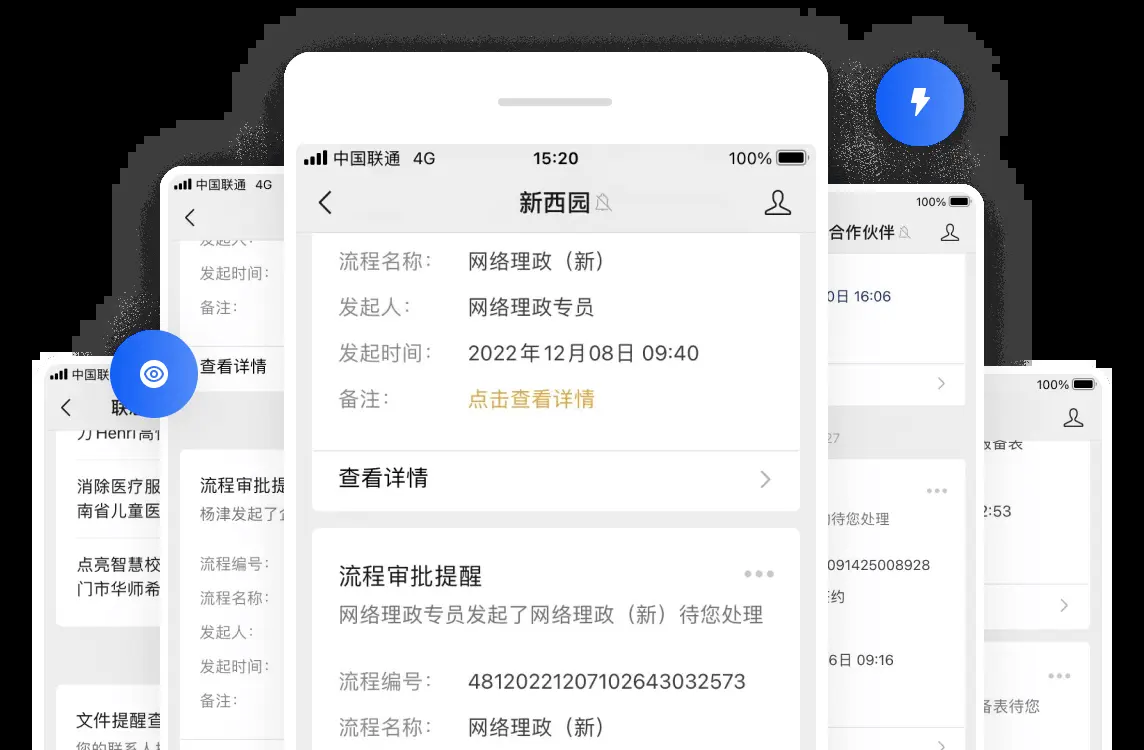 中国联通 4G
15:20
100%
新西园
流程名称：
网络理政（新）
发起人：
网络理政专员
发起时间：
2022年12月08日 09:40
备注：
点击查看详情
查看详情
流程审批提醒
网络理政专员发起了网络理政（新）待您处理
流程编号：
48120221207102643032573
流程名称：
网络理政（新）
中国联通 4G
发起人：
发起时间：
备注：
查看详情
流程审批提
杨津发起了
流程编号：
流程名称：
发起人：
发起时间：
备注：
中国联
Henri高
消除医疗服
南省儿童医
点亮智慧校
门市华师希
文件提醒查
您的联系人
100%
合作伙伴
0日 16:06
27
待您处理
091425008928
约
6日 09:16
100%
备表
2:53
备表待您